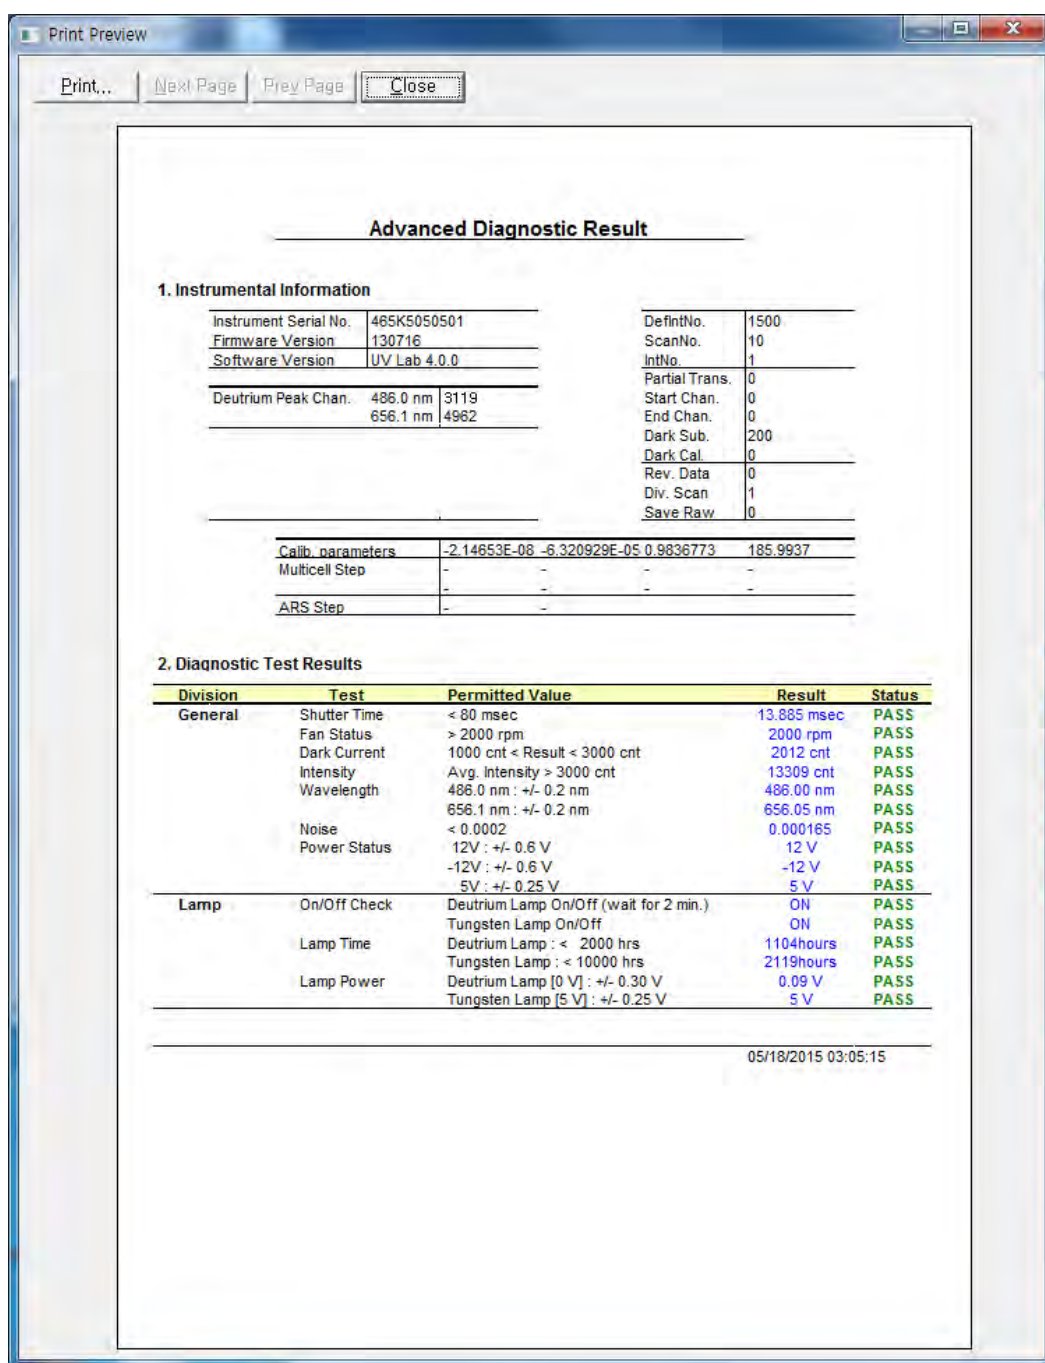 Print Preview
Print... Next Page Prev Page Close
Advanced Diagnostic Result
1. Instrumental Information
Instrument Serial No. 465K5050501
Firmware Version 130716
Software Version UV Lab 4.0.0
Deutrium Peak Chan. 486.0 nm 3119
656.1 nm 4962
DefIntNo. 1500
ScanNo. 10
IntNo. 1
Partial Trans. 0
Start Chan. 0
End Chan. 0
Dark Sub. 200
Dark Cal. 0
Rev. Data 0
Div. Scan 1
Save Raw 0
Calib. parameters -2.14653E-08 -6.320929E-05 0.9836773 185.9937
Multicell Step - - - -
- - - -
ARS Step - -
2. Diagnostic Test Results
Division Test Permitted Value Result Status
General Shutter Time < 80 msec 13.885 msec PASS
Fan Status > 2000 rpm 2000 rpm PASS
Dark Current 1000 cnt < Result < 3000 cnt 2012 cnt PASS
Intensity Avg. Intensity > 3000 cnt 13309 cnt PASS
Wavelength 486.0 nm : +/- 0.2 nm 486.00 nm PASS
656.1 nm : +/- 0.2 nm 656.05 nm PASS
Noise < 0.0002 0.000165 PASS
Power Status 12V : +/- 0.6 V 12 V PASS
-12V : +/- 0.6 V -12 V PASS
5V : +/- 0.25 V 5 V PASS
Lamp On/Off Check Deutrium Lamp On/Off (wait for 2 min.) ON PASS
Tungsten Lamp On/Off ON PASS
Lamp Time Deutrium Lamp : < 2000 hrs 1104hours PASS
Tungsten Lamp : < 10000 hrs 2119hours PASS
Lamp Power Deutrium Lamp [0 V] : +/- 0.30 V 0.09 V PASS
Tungsten Lamp [5 V] : +/- 0.25 V 5 V PASS
05/18/2015 03:05:15